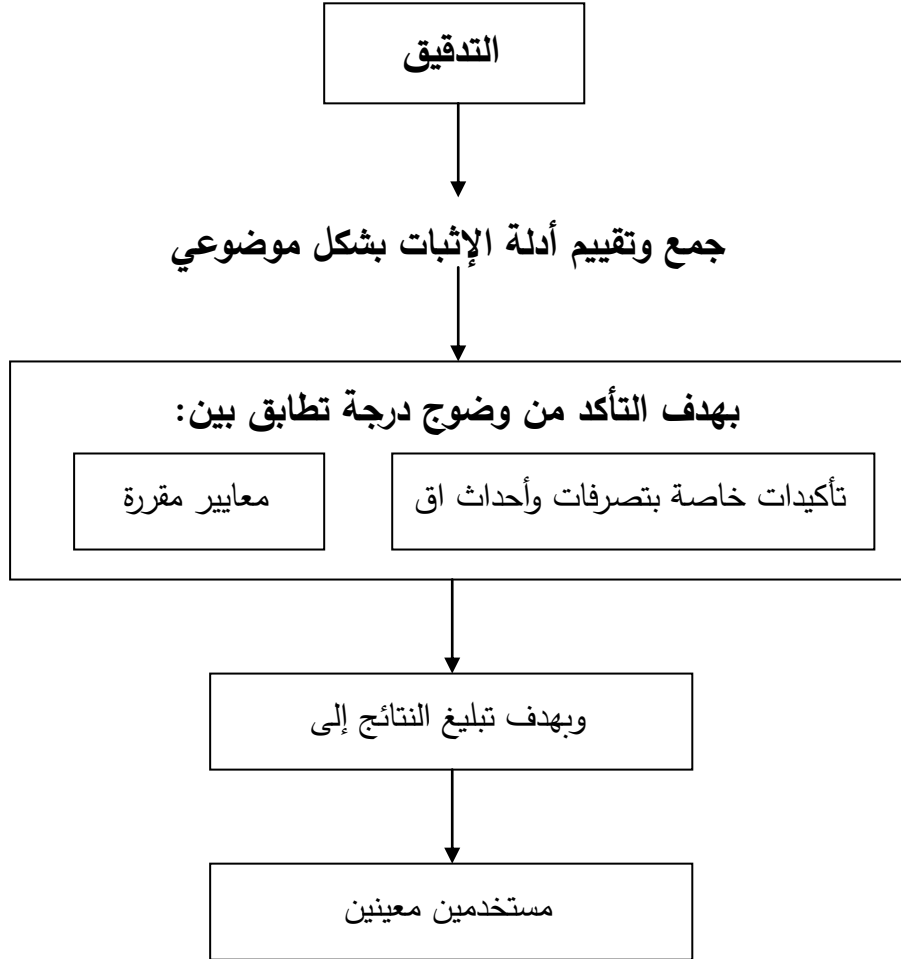 التدقيق
جمع وتقييم أدلة الإثبات بشكل موضوعي
بهدف التأكد من وضوج درجة تطابق بين:
تأكيدات خاصة بتصرفات وأحداث اق
معايير مقررة
وبهدف تبليغ النتائج إلى
مستخدمين معينين